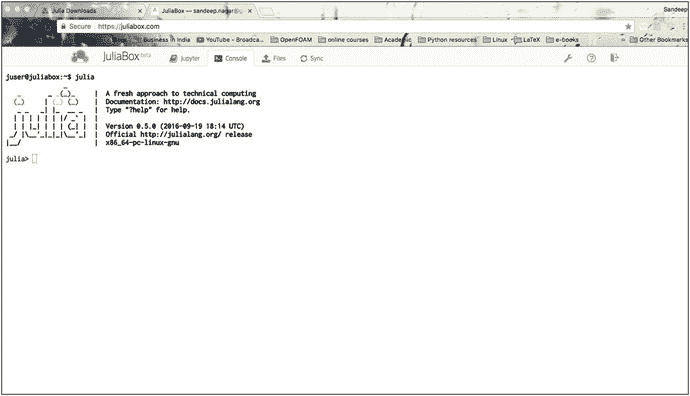 Julia Downloads
JuliaBox — sandeep.nagar@g
Sandeep
Secure https://juliabox.com
Business in India YouTube - Broadca... OpenFOAM online courses Academic Python resources Linux LaTeX e-books Other Bookmarks
JuliaBox beta Jupyter Console Files Sync
juser@juliabox:~$ julia
A fresh approach to technical computing
Documentation: http://docs.julialang.org
Type "?help" for help.
Version 0.5.0 (2016-09-19 18:14 UTC)
Official http://julialang.org/ release
x86_64-pc-linux-gnu
julia>